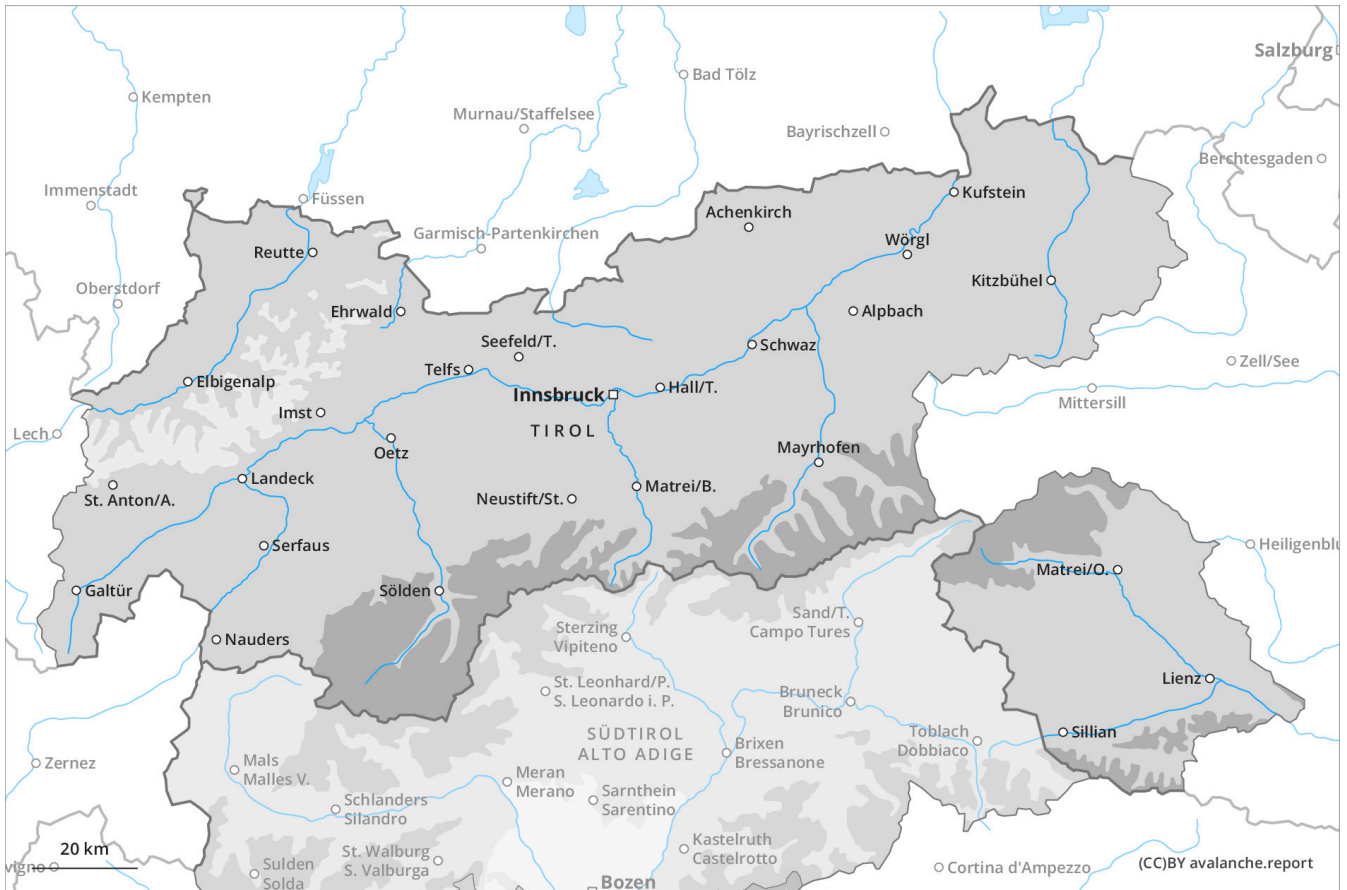 Salzburg
Bad Tölz
Kempten
Murnau/Staffelsee
Bayrischzell
Berchtesgaden
Immenstadt
Füssen
Kufstein
Achenkirch
Garmisch-Partenkirchen
Wörgl
Reutte
Kitzbühel
Oberstdorf
Ehrwald
Alpbach
Seefeld/T.
Schwaz
Zell/See
Telfs
Elbigenalp
Hall/T.
Innsbruck
Mittersill
Imst
TIROL
Lech
Oetz
Mayrhofen
Landeck
Matrei/B.
St. Anton/A.
Neustift/St.
Serfaus
Heiligenblu
Matrei/O.
Galtür
Sölden
Sand/T.
Campo Tures
Sterzing
Vipiteno
Nauders
Lienz
St. Leonhard/P.
S. Leonardo i. P.
Bruneck
Brunico
Sillian
SÜDTIROL
ALTO ADIGE
Toblach
Dobbiaco
Brixen
Bressanone
Zernez
Mals
Malles V.
Meran
Merano
Sarnthein
Sarentino
Schlanders
Silandro
Kastelruth
Castelrotto
20 km
St. Walburg
S. Valburga
vigno
Sulden
Solda
Cortina d'Ampezzo
(CC)BY avalanche.report
Bozen